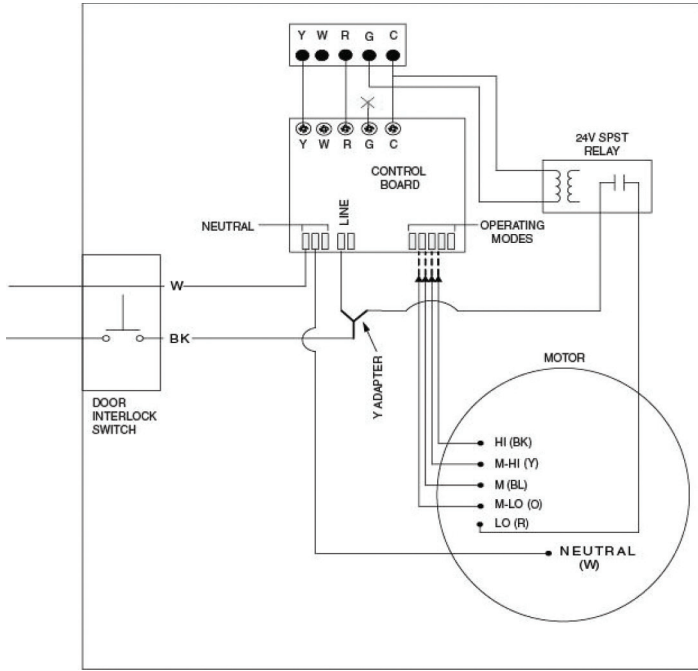 Y W R G C
Y W R G C
24V SPST
RELAY
CONTROL
BOARD
LINE
NEUTRAL
OPERATING
MODES
W
BK
Y ADAPTER
DOOR
INTERLOCK
SWITCH
MOTOR
HI (BK)
M-HI (Y)
M (BL)
M-LO (O)
LO (R)
NEUTRAL
(W)